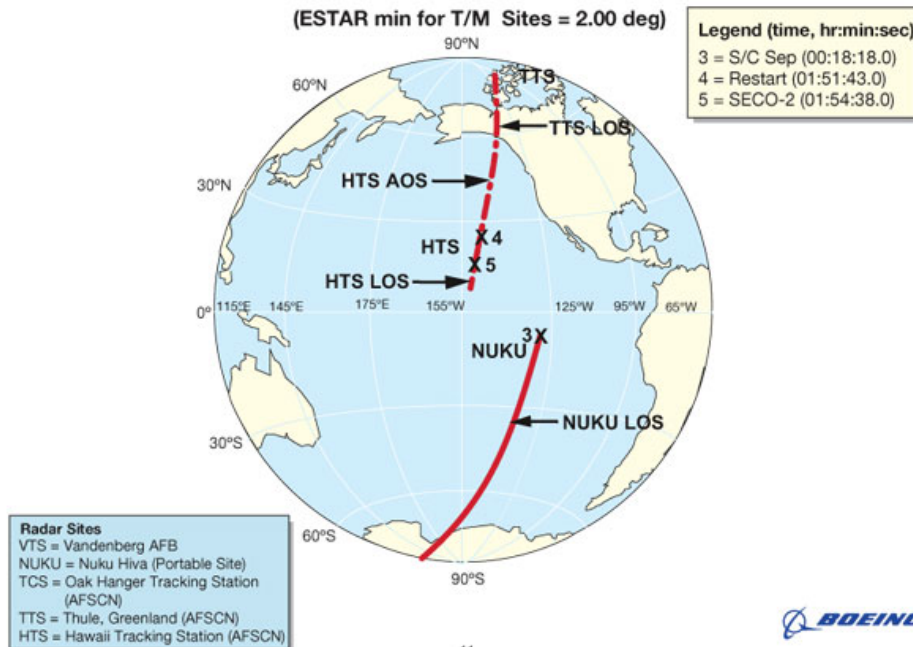 (ESTAR min for T/M Sites = 2.00 deg)
Legend (time, hr:min:sec)
3 = S/C Sep (00:18:18.0)
4 = Restart (01:51:43.0)
5 = SECO-2 (01:54:38.0)
90ºN
TTS
60ºN
TTS LOS
HTS AOS
30ºN
4
HTS
5
HTS LOS
0º
115ºE
145ºE
175ºE
155ºW
125ºW
95ºW
65ºW
3
NUKU
NUKU LOS
30ºS
60ºS
90ºS
Radar Sites
VTS = Vandenberg AFB
NUKU = Nuku Hiva (Portable Site)
TCS = Oak Hanger Tracking Station
(AFSCN)
TTS = Thule, Greenland (AFSCN)
HTS = Hawaii Tracking Station (AFSCN)
BOEING